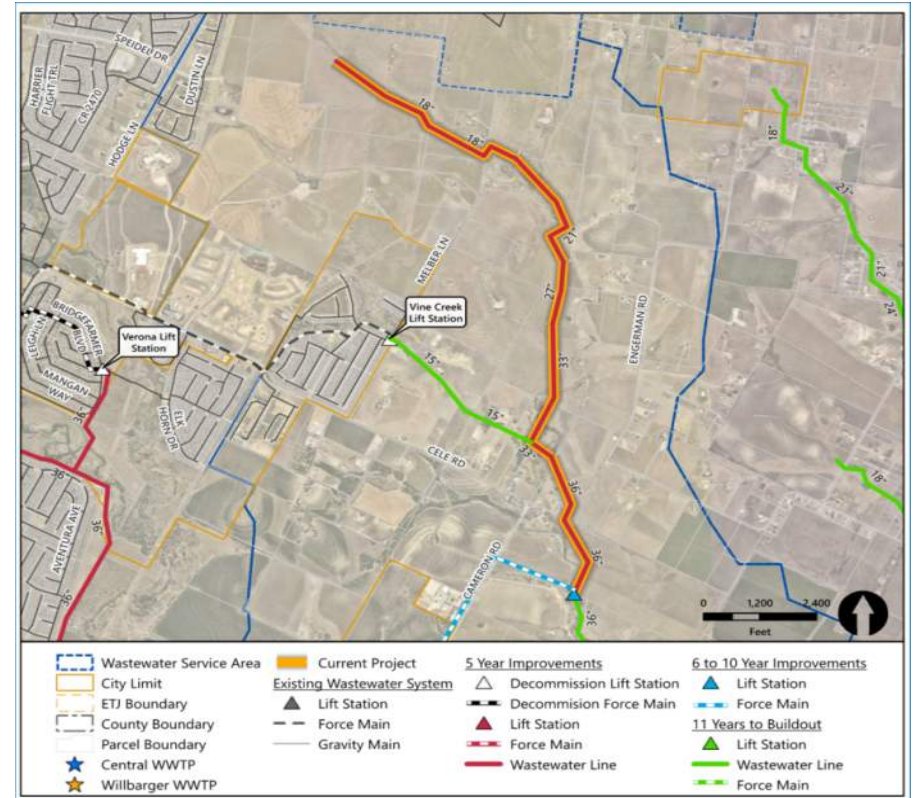 SPEIDEL DR
HARRIER
FLIGHT TRL
CR 2470
DUSTIN LN
HODGE LN
18"
18"
18"
21"
21"
21"
24"
27"
MELBER LN
ENGERMAN RD
33"
Vine Creek
Lift Station
Verona Lift
Station
BRIDGEFARMER
BLVD
LEIGH LN
MANGAN
WAY
ELK
HORN DR
15"
15"
33"
CELE RD
18"
36"
36"
36"
36"
AVENTURA AVE
36"
36"
CAMERON RD
36"
0 1,200 2,400
Feet
Wastewater Service Area
City Limit
ETJ Boundary
County Boundary
Parcel Boundary
Central WWTP
Willbarger WWTP
Current Project
Existing Wastewater System
Lift Station
Force Main
Gravity Main
5 Year Improvements
Decommission Lift Station
Decommision Force Main
Lift Station
Force Main
Wastewater Line
6 to 10 Year Improvements
Lift Station
Force Main
11 Years to Buildout
Lift Station
Wastewater Line
Force Main